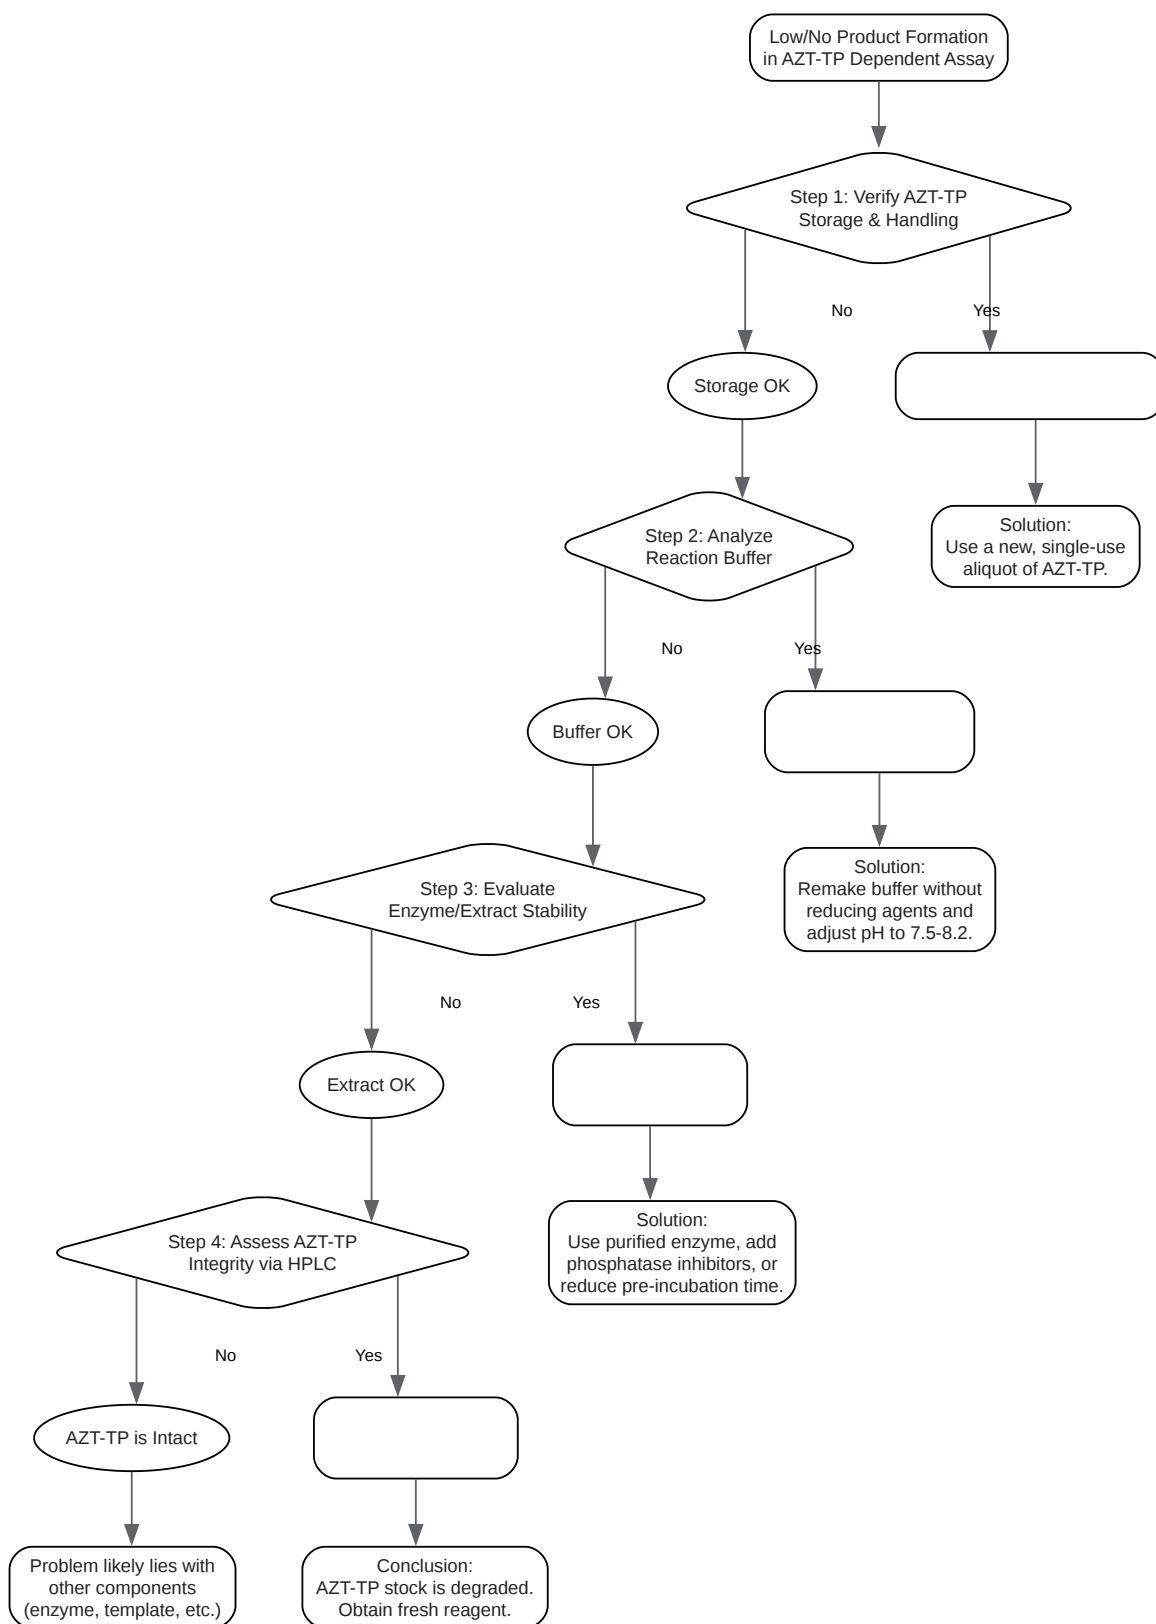 Low/No Product Formation
in AZT-TP Dependent Assay
Step 1: Verify AZT-TP
Storage & Handling
No
Yes
Storage OK
Solution:
Use a new, single-use
aliquot of AZT-TP.
Step 2: Analyze
Reaction Buffer
No
Yes
Buffer OK
Solution:
Remake buffer without
reducing agents and
adjust pH to 7.5-8.2.
Step 3: Evaluate
Enzyme/Extract Stability
No
Yes
Extract OK
Solution:
Use purified enzyme, add
phosphatase inhibitors, or
reduce pre-incubation time.
Step 4: Assess AZT-TP
Integrity via HPLC
No
Yes
AZT-TP is Intact
Problem likely lies with
other components
(enzyme, template, etc.)
Conclusion:
AZT-TP stock is degraded.
Obtain fresh reagent.